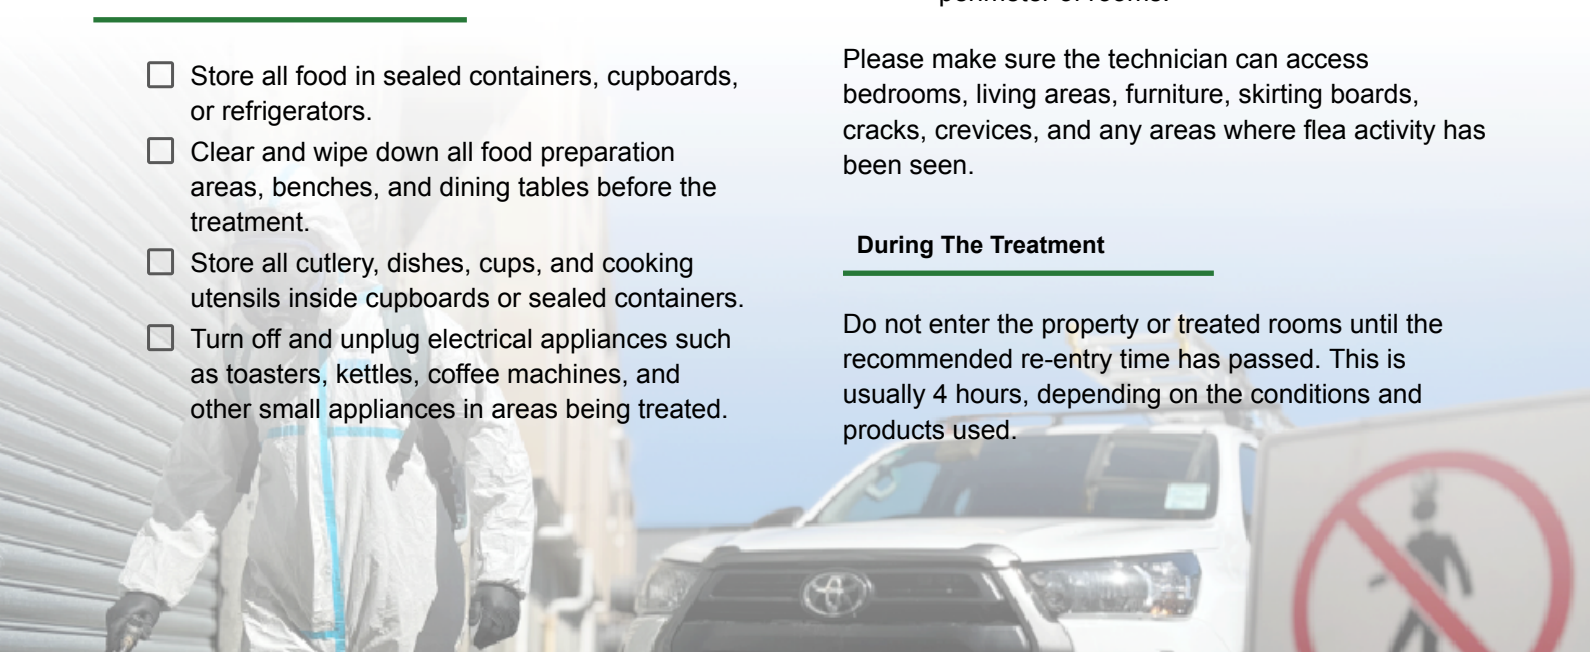 Store all food in sealed containers, cupboards,
or refrigerators.
Clear and wipe down all food preparation
areas, benches, and dining tables before the
treatment.
Store all cutlery, dishes, cups, and cooking
utensils inside cupboards or sealed containers.
Turn off and unplug electrical appliances such
as toasters, kettles, coffee machines, and
other small appliances in areas being treated.
perimeter of rooms.
Please make sure the technician can access
bedrooms, living areas, furniture, skirting boards,
cracks, crevices, and any areas where flea activity has
been seen.
During The Treatment
Do not enter the property or treated rooms until the
recommended re-entry time has passed. This is
usually 4 hours, depending on the conditions and
products used.